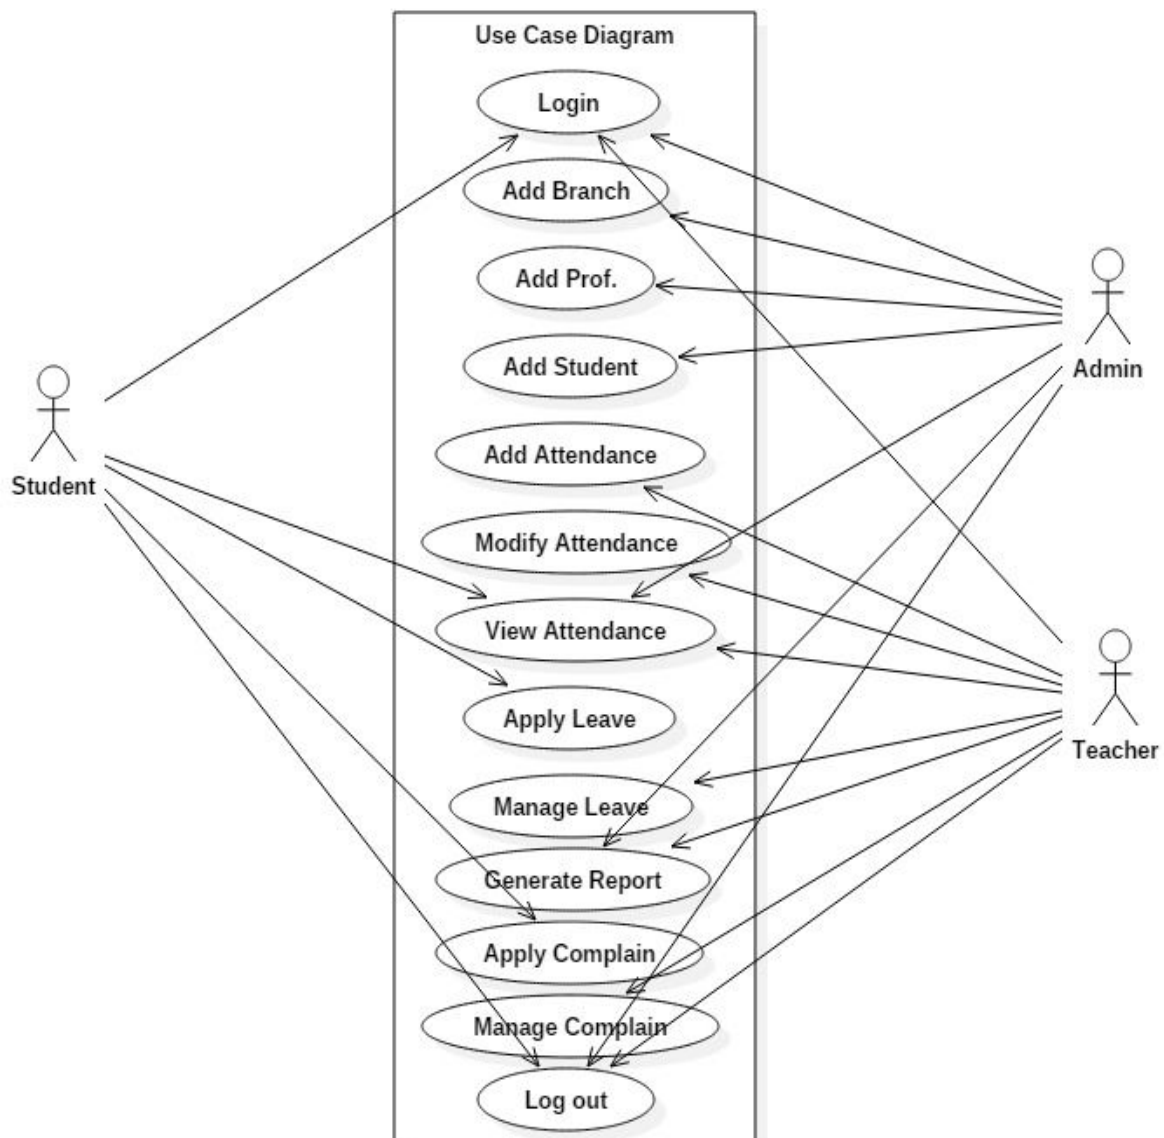 Use Case Diagram
Login
Add Branch
Add Prof.
Add Student
Admin
Add Attendance
Student
Modify Attendance
View Attendance
Apply Leave
Teacher
Manage Leave
Generate Report
Apply Complain
Manage Complain
Log out